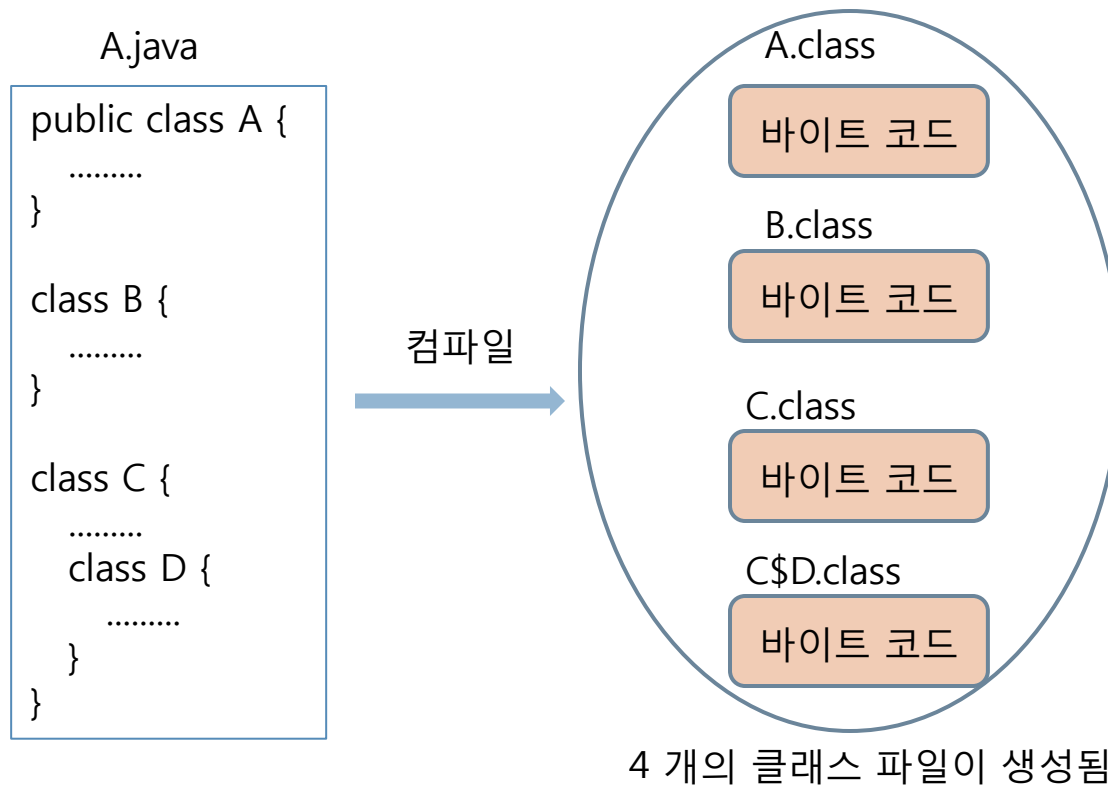 A.java
public class A {
.........
}
class B {
.........
}
class C {
.........
class D {
.........
}
}
컴파일
A.class
바이트 코드
B.class
바이트 코드
C.class
바이트 코드
C$D.class
바이트 코드
4 개의 클래스 파일이 생성됨